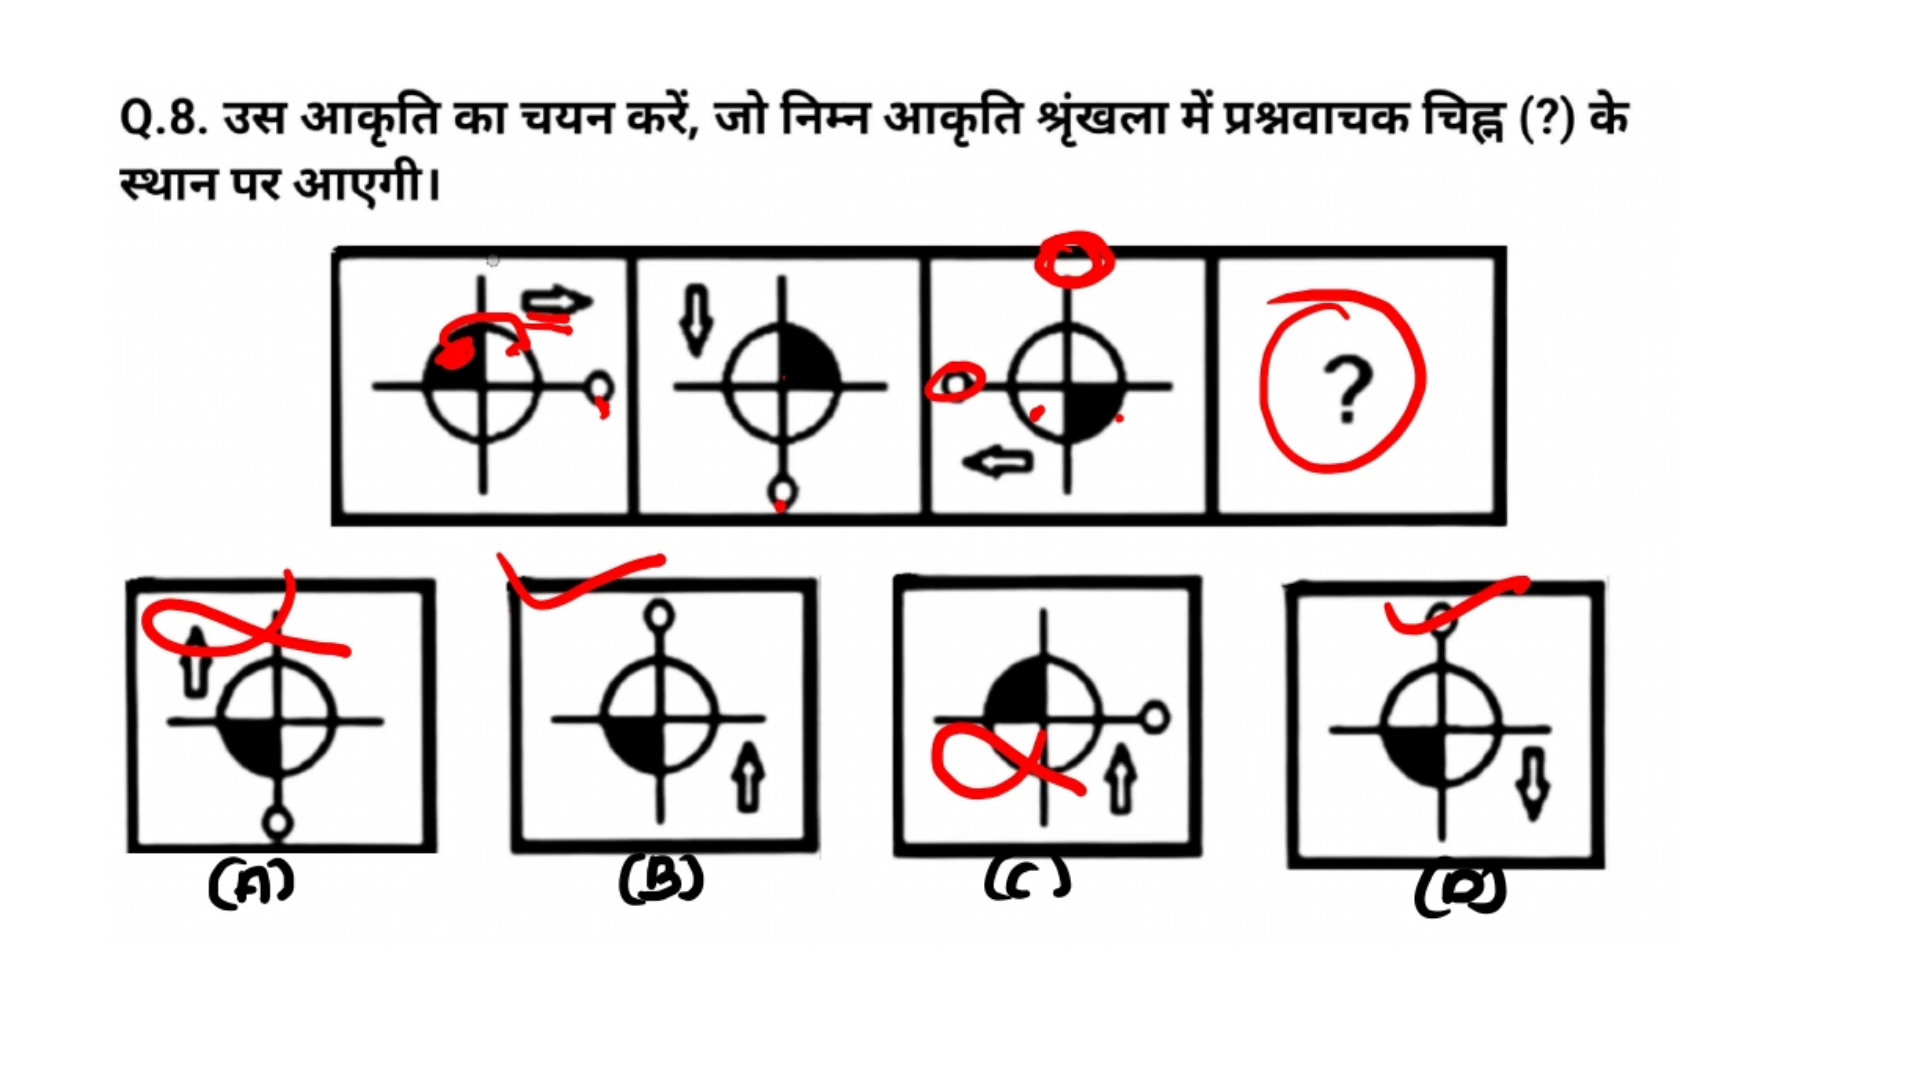 Q.8. उस आकृति का चयन करें, जो निम्न आकृति श्रृंखला में प्रश्नवाचक चिह्न (?) के
स्थान पर आएगी।
?
(A) (B) (C) (D)